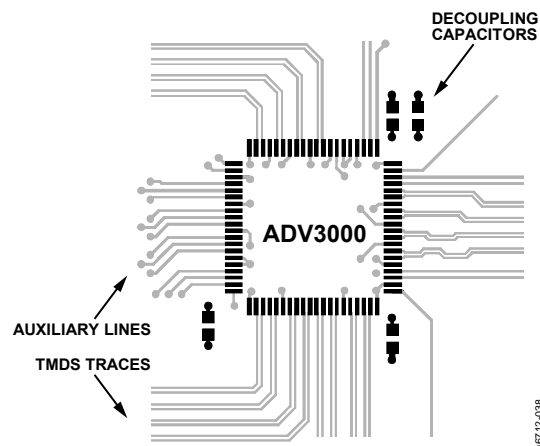 DECOUPLING
CAPACITORS
ADV3000
AUXILIARY LINES
TMDS TRACES